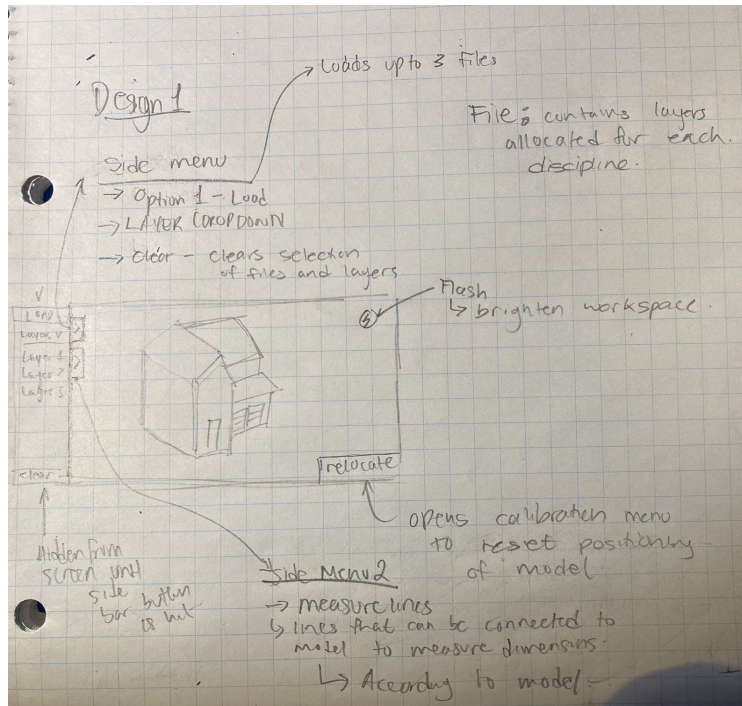 Loads up to 3 files
Design 1
File: contains layers
allocated for each.
discipline.
Side menu
→ Option 1 - Load
→ LAYER DROPDOWN
→ Clear - clears selection
of files and layers
Flash
↳ brighten workspace.
Load
Layers v
Layer 1
Layer 2
Layer 3
clear
relocate
opens calibration menu
to reset positioning
of model.
Hidden from
screen unit
side
bar button
is hit
Side Menu 2
→ measure lines
↳ lines that can be connected to
model to measure dimensins.
↳ According to model -